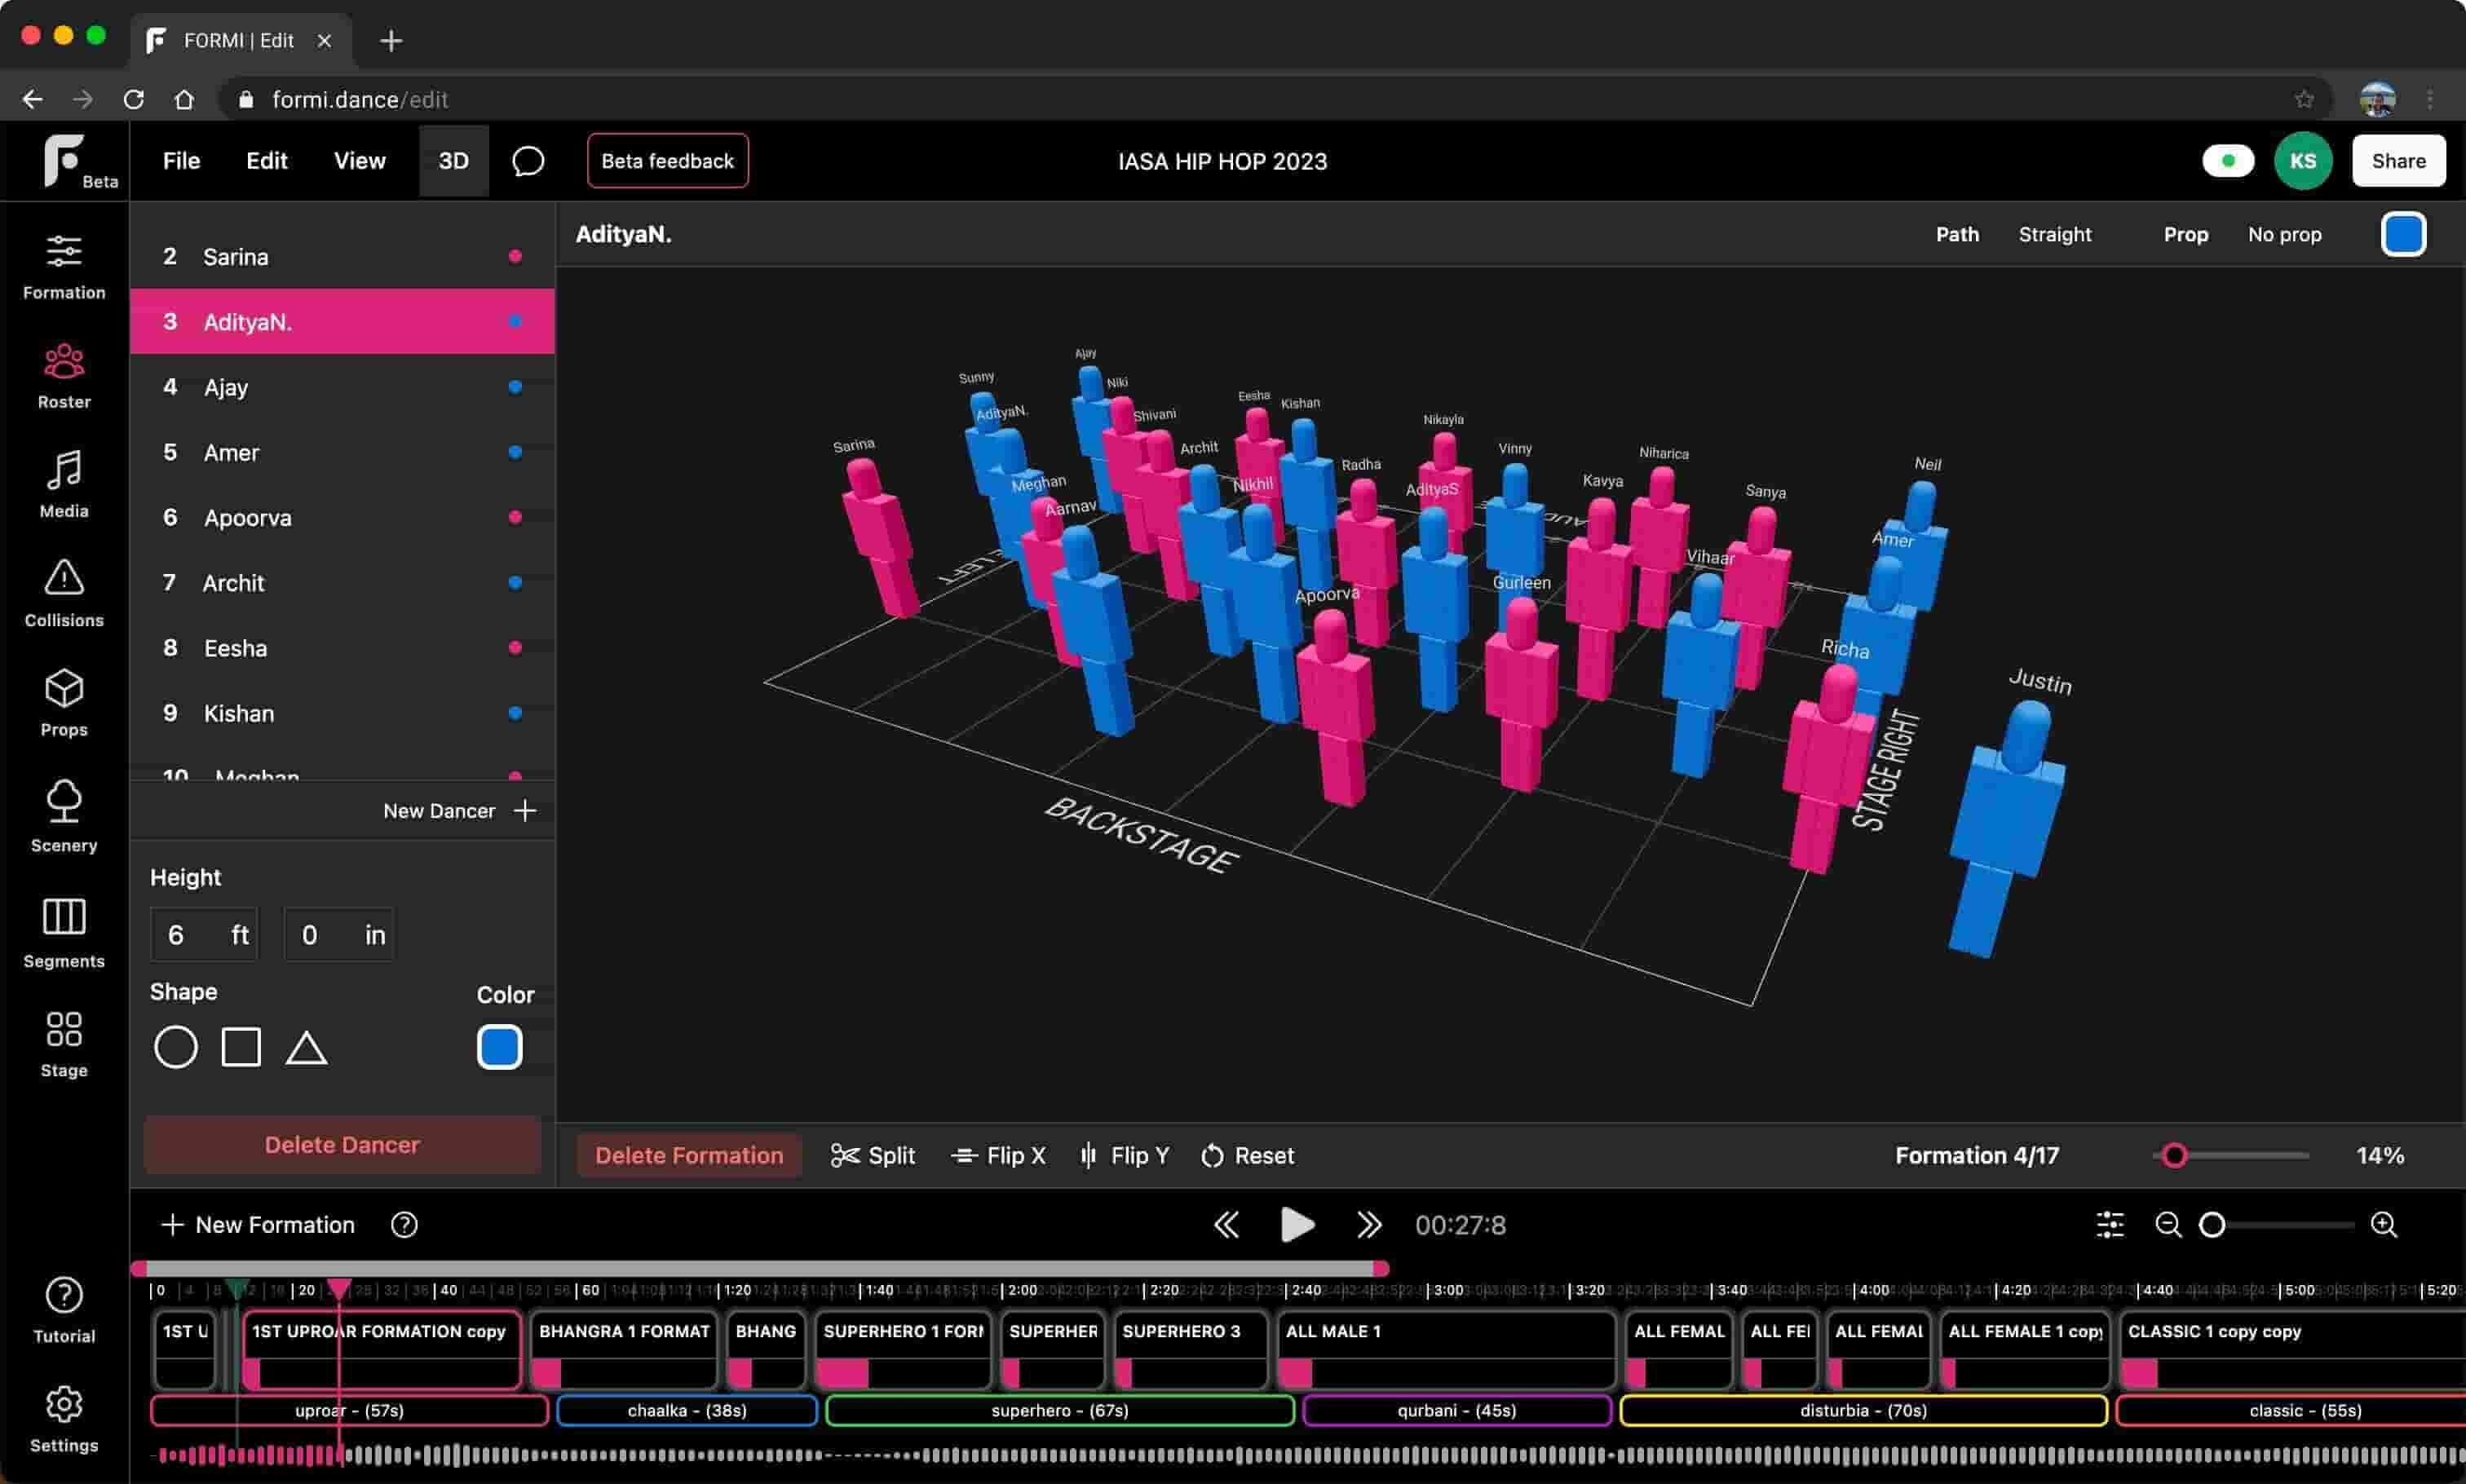 FORMI | Edit
formi.dance/edit
Beta
File Edit View 3D Beta feedback
IASA HIP HOP 2023
KS Share
Formation
Roster
Media
Collisions
Props
Scenery
Segments
Stage
Tutorial
Settings
2 Sarina
3 AdityaN.
4 Ajay
5 Amer
6 Apoorva
7 Archit
8 Eesha
9 Kishan
10 Meghan
New Dancer
Height
6 ft 0 in
Shape
Color
Delete Dancer
AdityaN.
Path Straight Prop No prop
Ajay
Sunny
Niki
AdityaN.
Shivani
Eesha
Kishan
Nikayla
Sarina
Archit
Vinny
Niharica
Radha
Neil
Meghan
Nikhil
AdityaS
Kavya
Sanya
Aarnav
Amer
Vihaar
Gurleen
Apoorva
Richa
Justin
STAGE RIGHT
BACKSTAGE
Delete Formation Split Flip X Flip Y Reset
Formation 4/17 14%
New Formation
00:27:8
0 4 8 12 16 20 28 32 36 40 44 48 52 56 60 1:20 1:40 2:00 2:20 2:40 3:00 3:20 3:40 4:00 4:20 4:40 5:00 5:20
1ST U 1ST UPROAR FORMATION copy BHANGRA 1 FORMAT BHANG SUPERHERO 1 FORM SUPERHER SUPERHERO 3 ALL MALE 1 ALL FEMAL ALL FEI ALL FEMAL ALL FEMALE 1 copy CLASSIC 1 copy copy
uproar - (57s) chaalka - (38s) superhero - (67s) qurbani - (45s) disturbia - (70s) classic - (55s)